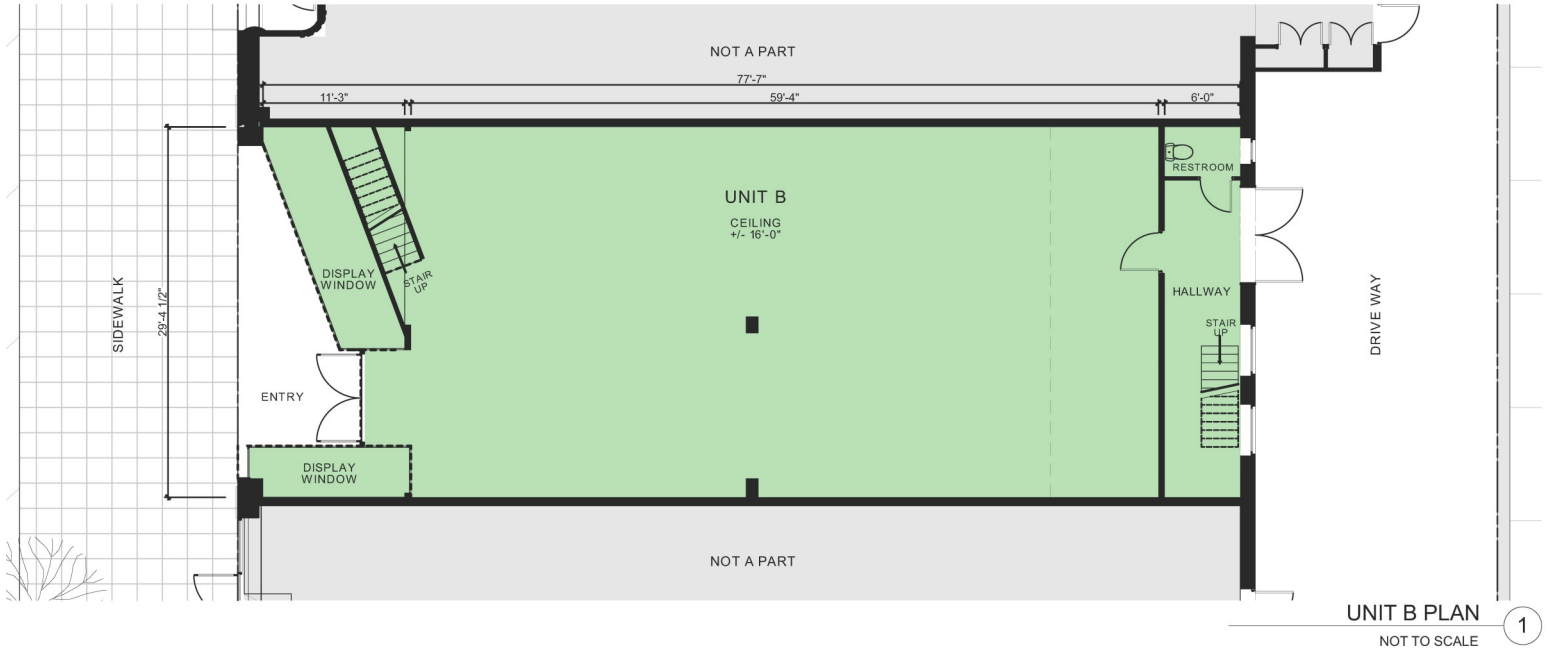 NOT A PART
77'-7"
11'-3"
59'-4"
6'-0"
RESTROOM
UNIT B
CEILING
+/- 16'-0"
DISPLAY
WINDOW
STAIR
UP
SIDEWALK
29'-4 1/2"
HALLWAY
DRIVE WAY
STAIR
UP
ENTRY
DISPLAY
WINDOW
NOT A PART
UNIT B PLAN
1
NOT TO SCALE